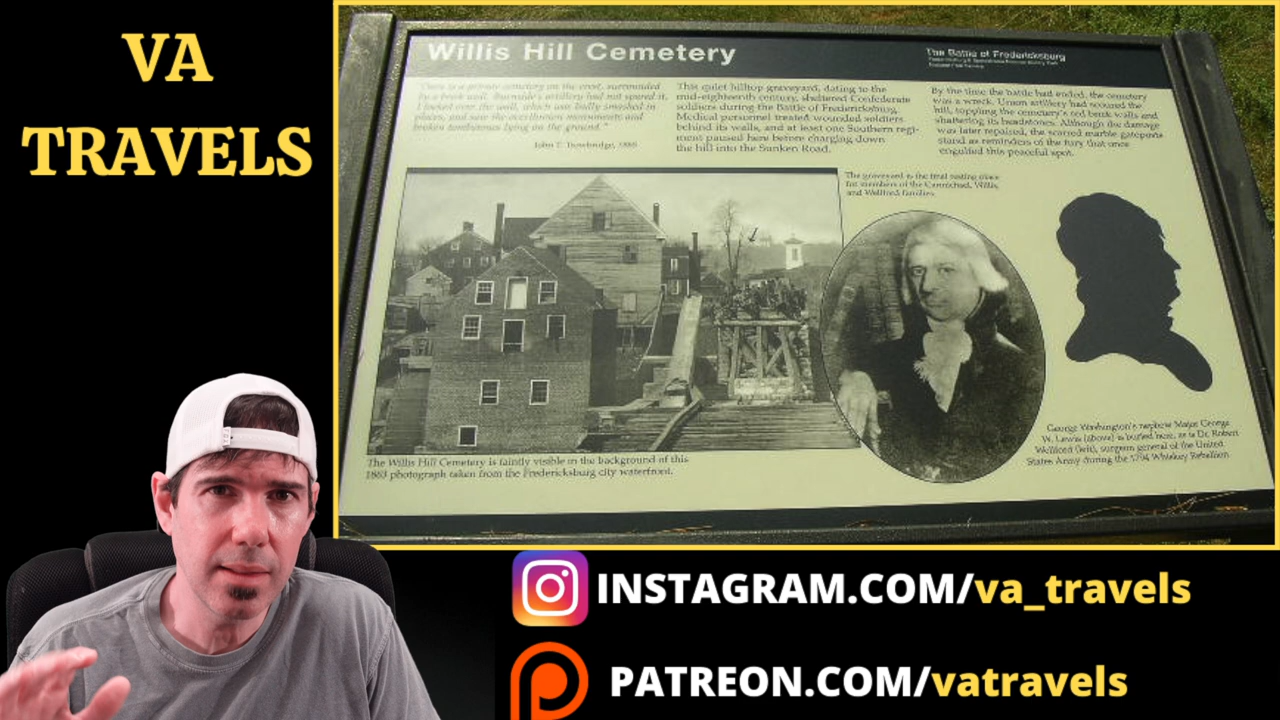 VA
TRAVELS
Willis Hill Cemetery
The Battle of Fredericksburg
"There is a private cemetery on the crest, surrounded
by a brick wall. Burnside's artillery had not spared it.
I looked over the wall, which was badly smashed in
places, and saw the overthrown monuments and
broken tombstones lying on the ground."
John T. Trowbridge, 1865
This quiet hilltop graveyard, dating to the
mid-eighteenth century, sheltered Confederate
soldiers during the Battle of Fredericksburg.
Medical personnel treated wounded soldiers
behind its walls, and at least one Southern regi-
ment paused here before charging down
the hill into the Sunken Road.
By the time the battle had ended, the cemetery
was a wreck. Union artillery had scoured the
hill, toppling the cemetery's red brick walls and
shattering its headstones. Although the damage
was later repaired, the scarred marble gateposts
stand as reminders of the fury that once
engulfed this peaceful spot.
The graveyard is the final resting place
for members of the Carmichael, Willis,
and Wellford families.
The Willis Hill Cemetery is faintly visible in the background of this
1863 photograph taken from the Fredericksburg city waterfront.
George Washington's nephew Major George
W. Lewis (above) is buried here, as is Dr. Robert
Wellford (left), surgeon general of the United
States Army during the 1794 Whiskey Rebellion.
INSTAGRAM.COM/va_travels
PATREON.COM/vatravels